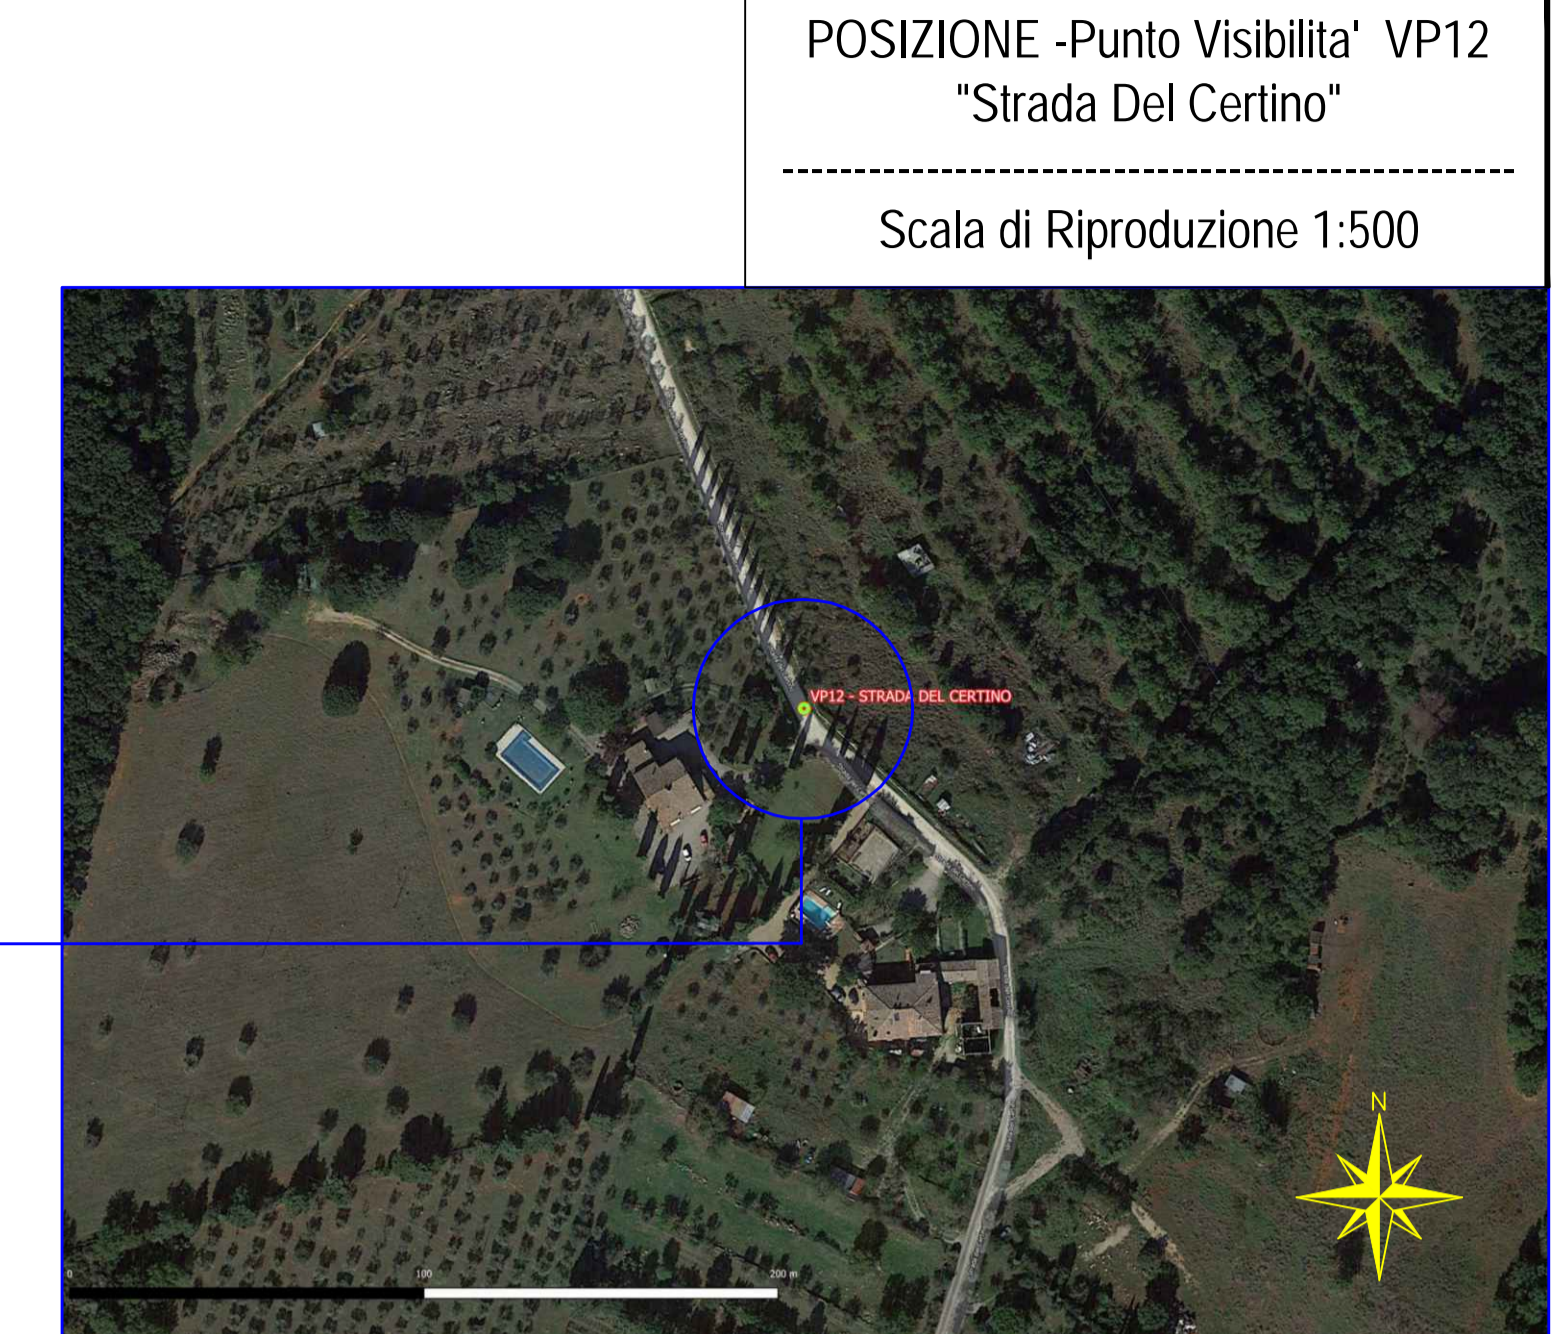 POSIZIONE -Punto Visibilita' VP12
"Strada Del Certino"
Scala di Riproduzione 1:500
VP12 - STRADA DEL CERTINO
N
0 100 200 m